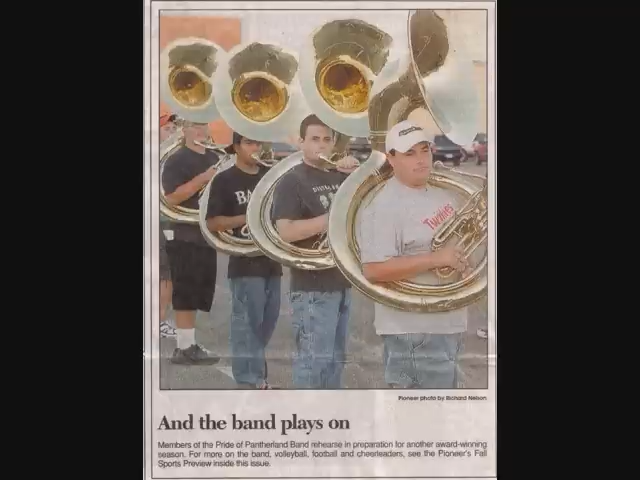 BA
Twins
Pioneer photo by Richard Nelson
And the band plays on
Members of the Pride of Pantherland Band rehearse in preparation for another award-winning
season. For more on the band, volleyball, football and cheerleaders, see the Pioneer's Fall
Sports Preview inside this issue.